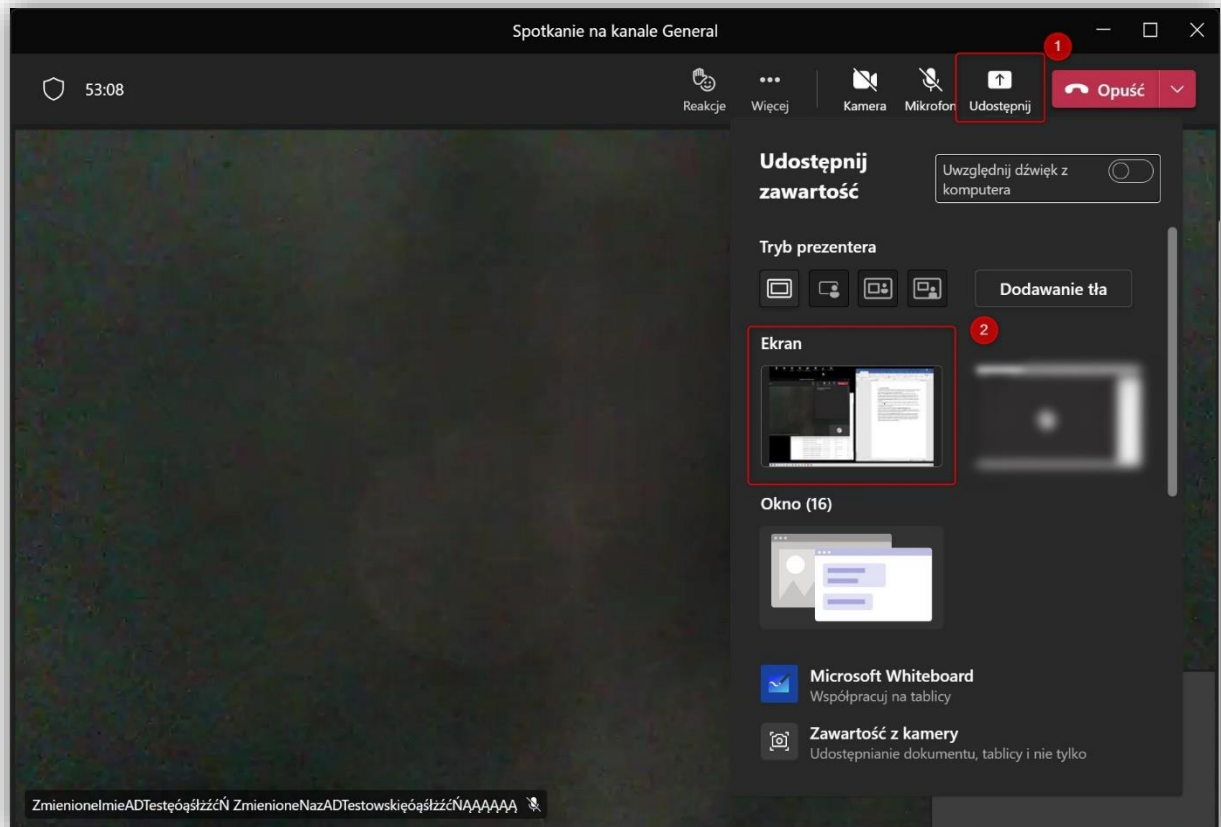 Spotkanie na kanale General
1
53:08
Reakcje
Więcej
Kamera
Mikrofon
Udostępnij
Opuść
Udostępnij
zawartość
Uwzględnij dźwięk z
komputera
Tryb prezentera
Dodawanie tła
Ekran
2
Okno (16)
Microsoft Whiteboard
Współpracuj na tablicy
Zawartość z kamery
Udostępnianie dokumentu, tablicy i nie tylko
ZmienioneImieADTestęóąśłżźćŃ ZmienioneNazADTestowskięóąśłżźćŃĄĄĄĄĄĄ